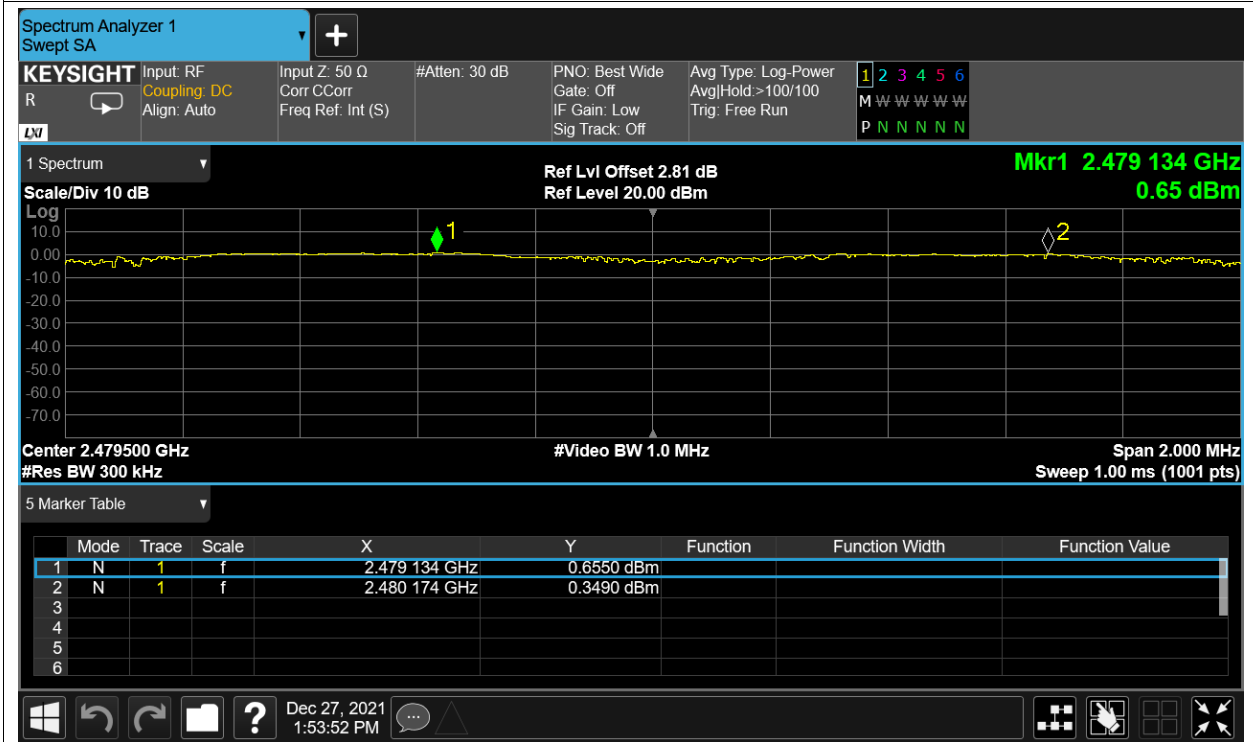 Spectrum Analyzer 1
Swept SA
+
KEYSIGHT
R
LXI
Input: RF
Coupling: DC
Align: Auto
Input Z: 50 Ω
Corr CCorr
Freq Ref: Int (S)
#Atten: 30 dB
PNO: Best Wide
Gate: Off
IF Gain: Low
Sig Track: Off
Avg Type: Log-Power
Avg|Hold:>100/100
Trig: Free Run
1 2 3 4 5 6
M W W W W W
P N N N N N
1 Spectrum
Scale/Div 10 dB
Ref Lvl Offset 2.81 dB
Ref Level 20.00 dBm
Mkr1 2.479 134 GHz
0.65 dBm
Log
10.0
0.00
-10.0
-20.0
-30.0
-40.0
-50.0
-60.0
-70.0
1
2
Center 2.479500 GHz
#Res BW 300 kHz
#Video BW 1.0 MHz
Span 2.000 MHz
Sweep 1.00 ms (1001 pts)
5 Marker Table
Mode Trace Scale X Y Function Function Width Function Value
1 N 1 f 2.479 134 GHz 0.6550 dBm
2 N 1 f 2.480 174 GHz 0.3490 dBm
3
4
5
6
?
Dec 27, 2021
1:53:52 PM